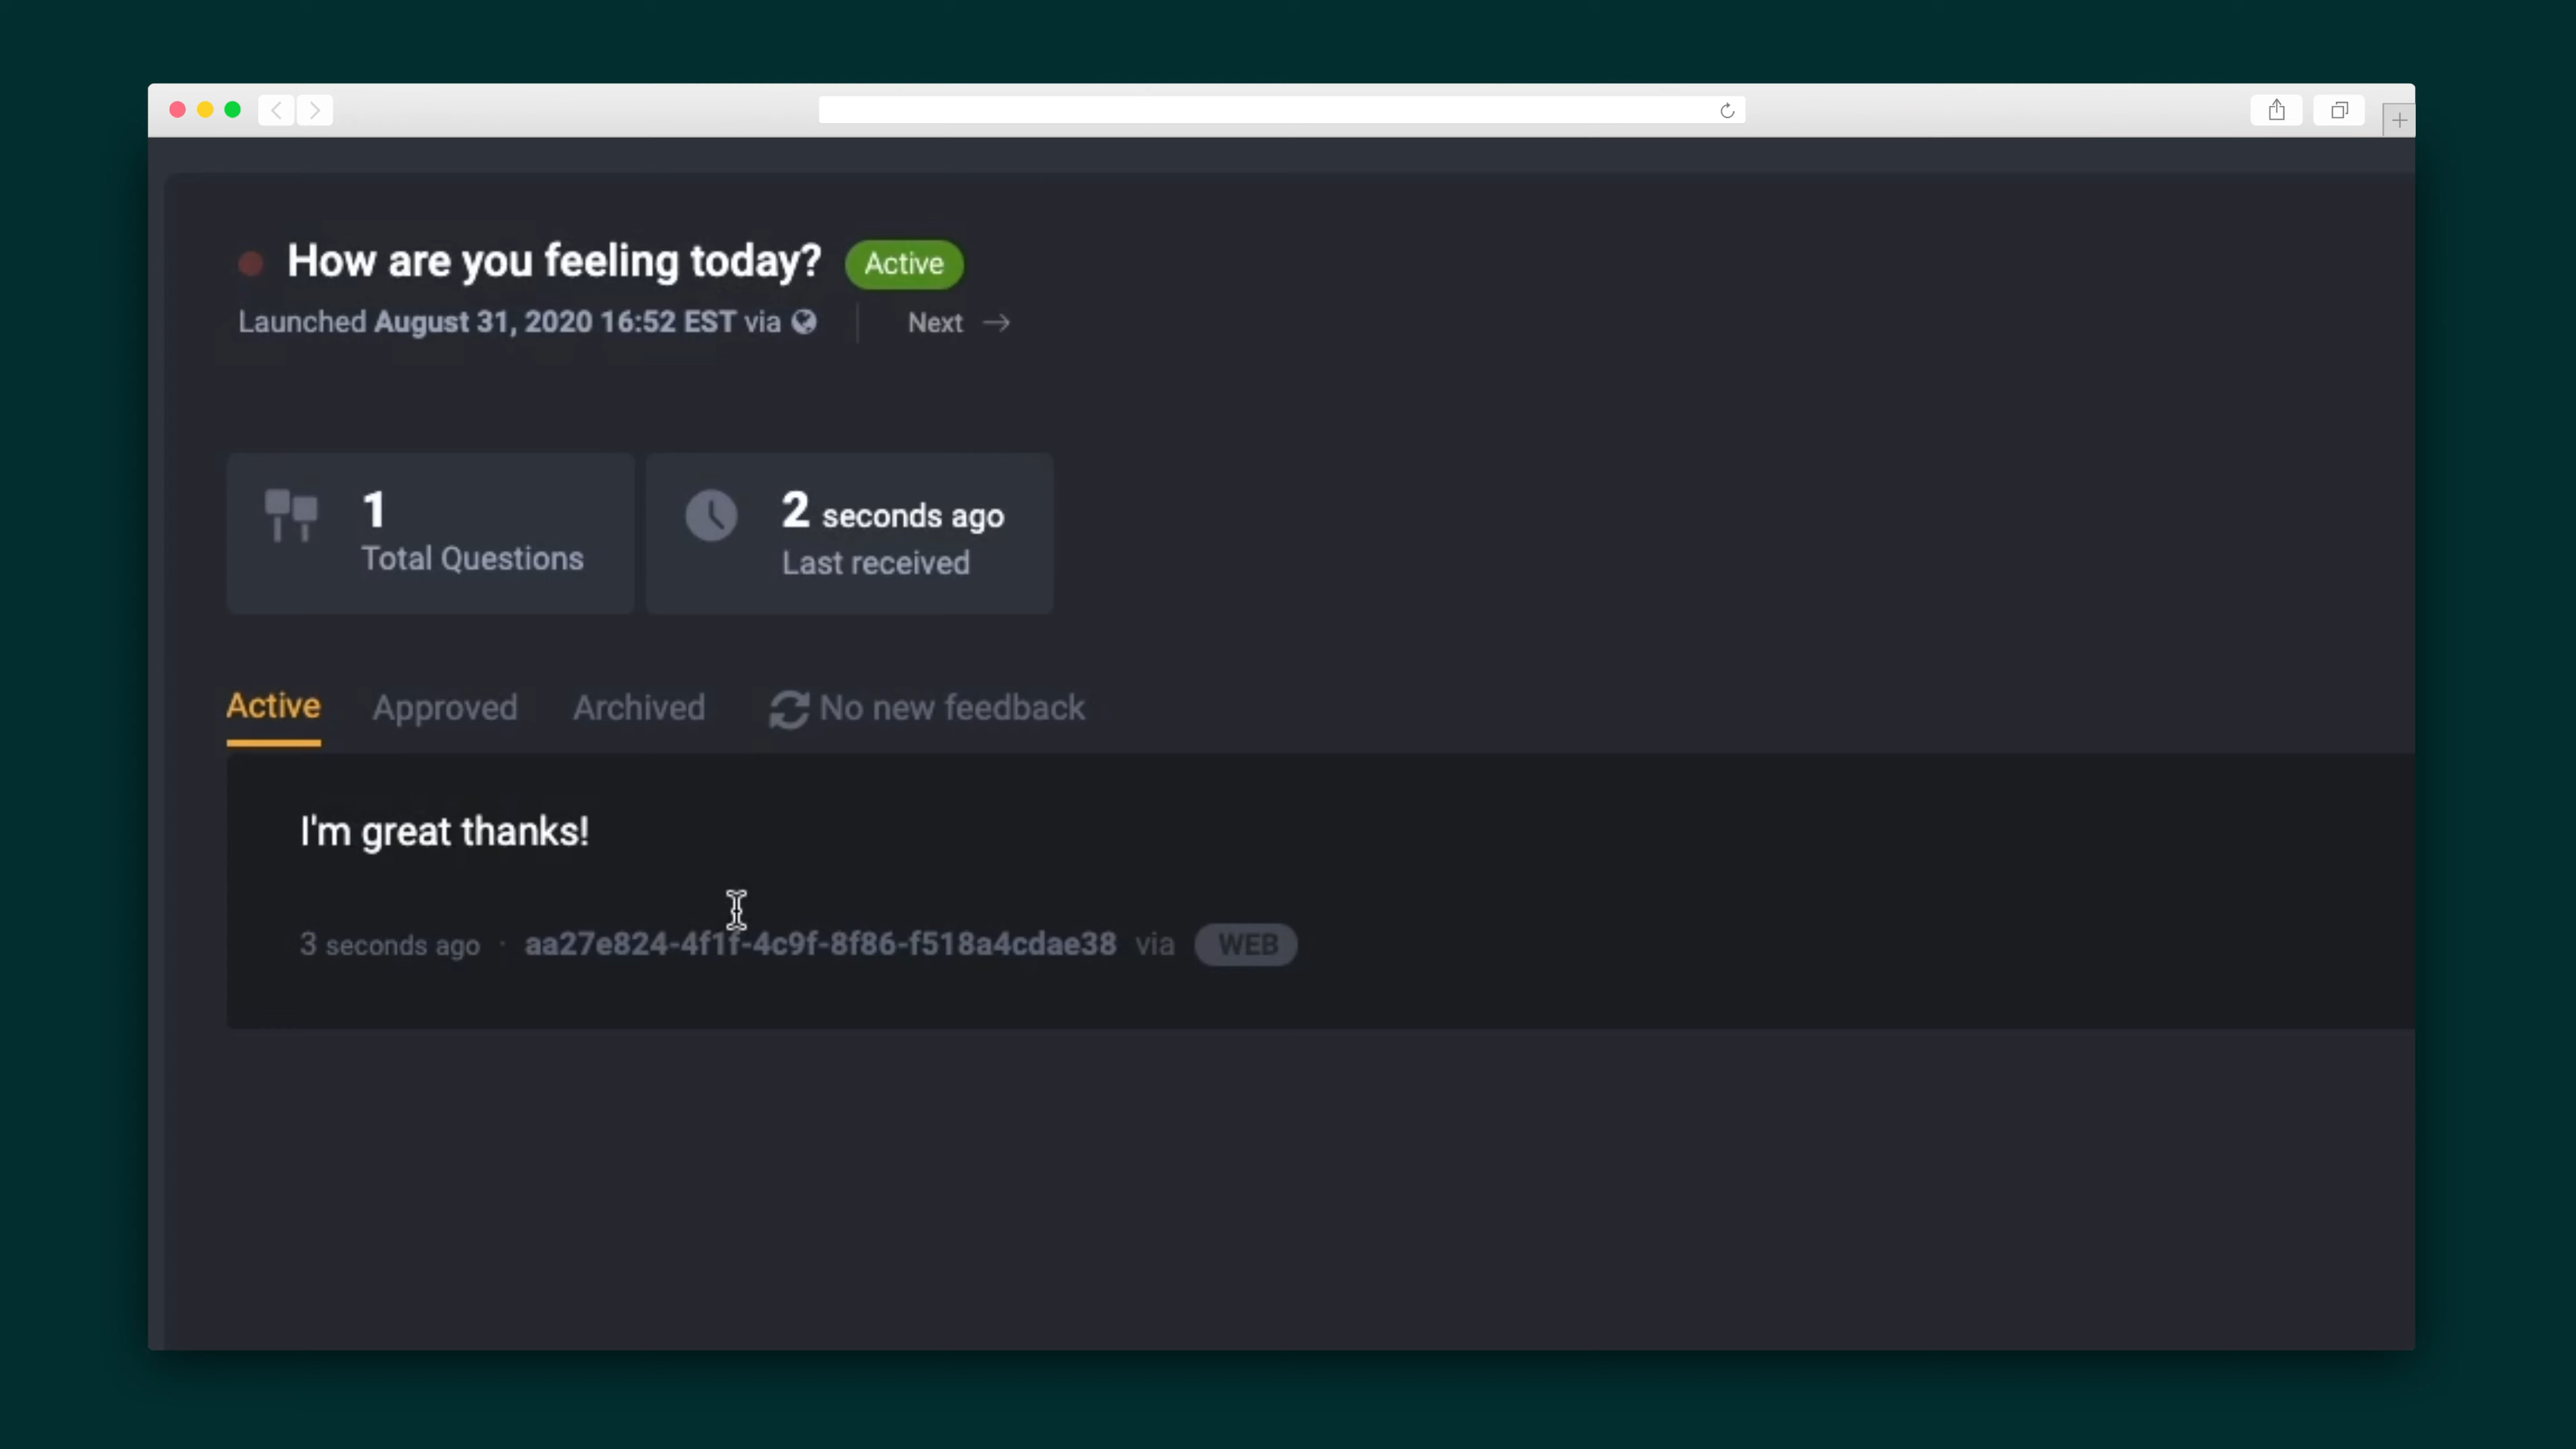 How are you feeling today? Active
Launched August 31, 2020 16:52 EST via
Next →
1
Total Questions
2 seconds ago
Last received
Active Approved Archived No new feedback
I'm great thanks!
3 seconds ago · aa27e824-4f1f-4c9f-8f86-f518a4cdae38 via WEB